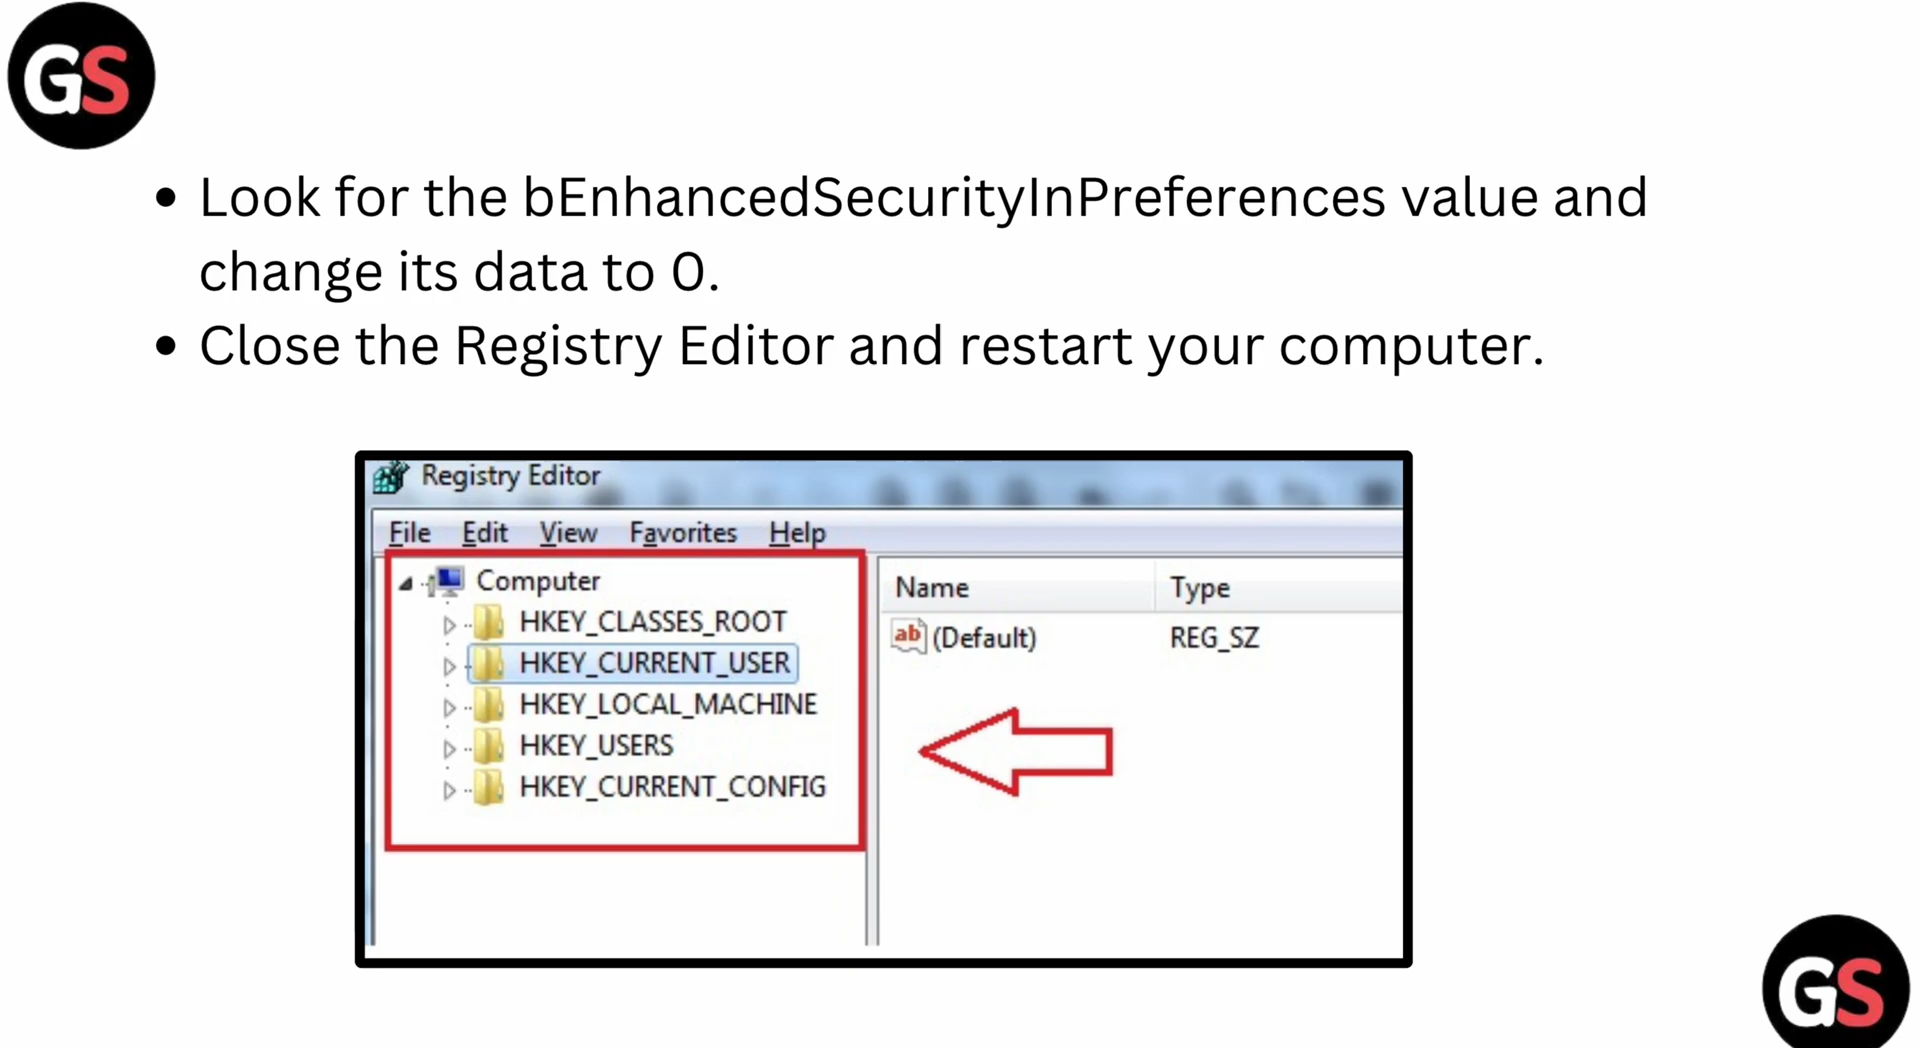 GS
• Look for the bEnhancedSecurityInPreferences value and
change its data to 0.
• Close the Registry Editor and restart your computer.
Registry Editor
File Edit View Favorites Help
Computer
HKEY_CLASSES_ROOT
HKEY_CURRENT_USER
HKEY_LOCAL_MACHINE
HKEY_USERS
HKEY_CURRENT_CONFIG
Name Type
ab (Default) REG_SZ
GS